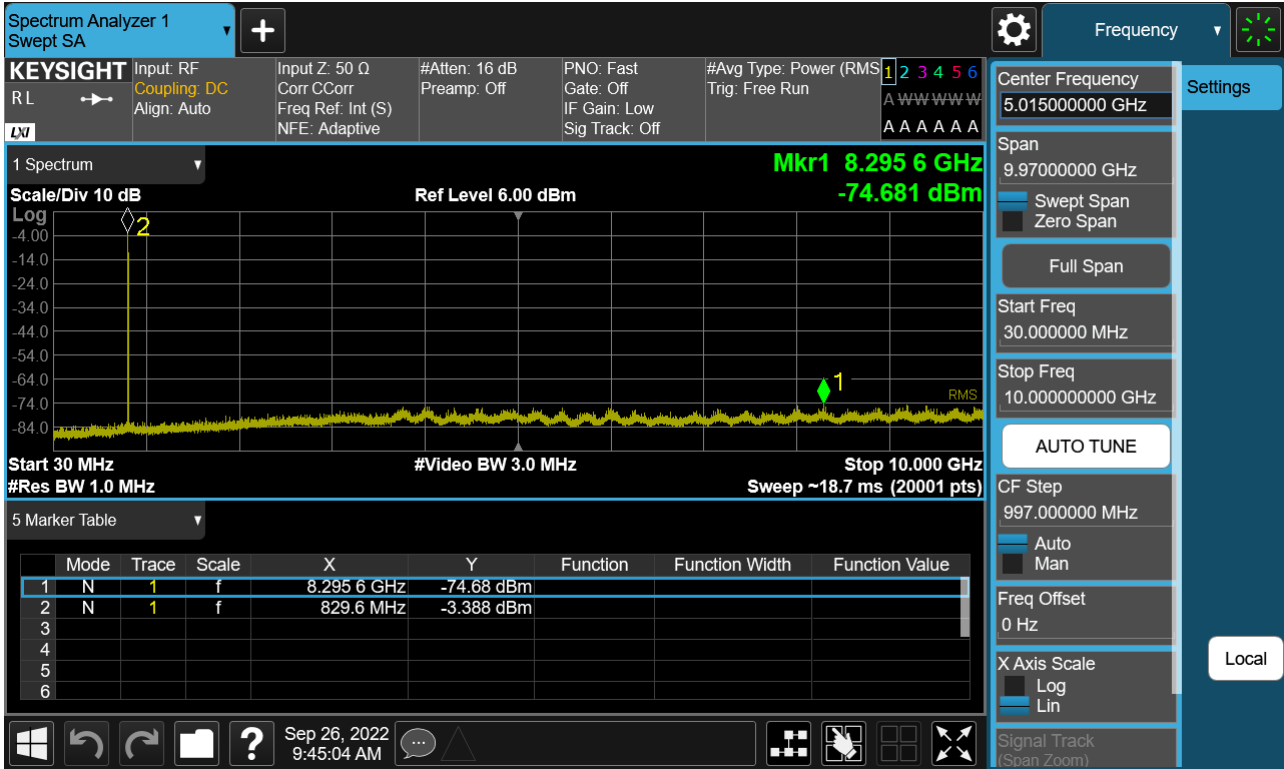 Spectrum Analyzer 1
Swept SA
Frequency
KEYSIGHT
R L
LXI
Input: RF
Coupling: DC
Align: Auto
Input Z: 50 Ω
Corr CCorr
Freq Ref: Int (S)
NFE: Adaptive
#Atten: 16 dB
Preamp: Off
PNO: Fast
Gate: Off
IF Gain: Low
Sig Track: Off
#Avg Type: Power (RMS
Trig: Free Run
1 2 3 4 5 6
A W W W W W
A A A A A A
Center Frequency
5.015000000 GHz
Settings
Span
9.97000000 GHz
Swept Span
Zero Span
Full Span
Start Freq
30.000000 MHz
Stop Freq
10.000000000 GHz
AUTO TUNE
CF Step
997.000000 MHz
Auto
Man
Freq Offset
0 Hz
X Axis Scale
Log
Lin
Signal Track
(Span Zoom)
Local
1 Spectrum
Mkr1 8.295 6 GHz
-74.681 dBm
Scale/Div 10 dB
Ref Level 6.00 dBm
Log
-4.00
-14.0
-24.0
-34.0
-44.0
-54.0
-64.0
-74.0
-84.0
2
1
RMS
Start 30 MHz
#Video BW 3.0 MHz
Stop 10.000 GHz
#Res BW 1.0 MHz
Sweep ~18.7 ms (20001 pts)
5 Marker Table
Mode Trace Scale X Y Function Function Width Function Value
1 N 1 f 8.295 6 GHz -74.68 dBm
2 N 1 f 829.6 MHz -3.388 dBm
3
4
5
6
?
Sep 26, 2022
9:45:04 AM